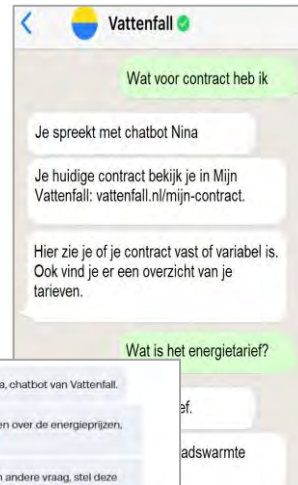 Vattenfall
Wat voor contract heb ik
Je spreekt met chatbot Nina
Je huidige contract bekijk je in Mijn
Vattenfall: vattenfall.nl/mijn-contract.
Hier zie je of je contract vast of variabel is.
Ook vind je er een overzicht van je
tarieven.
Wat is het energietarief?
chatbot van Vattenfall.
en over de energieprijzen,
andere vraag, stel deze